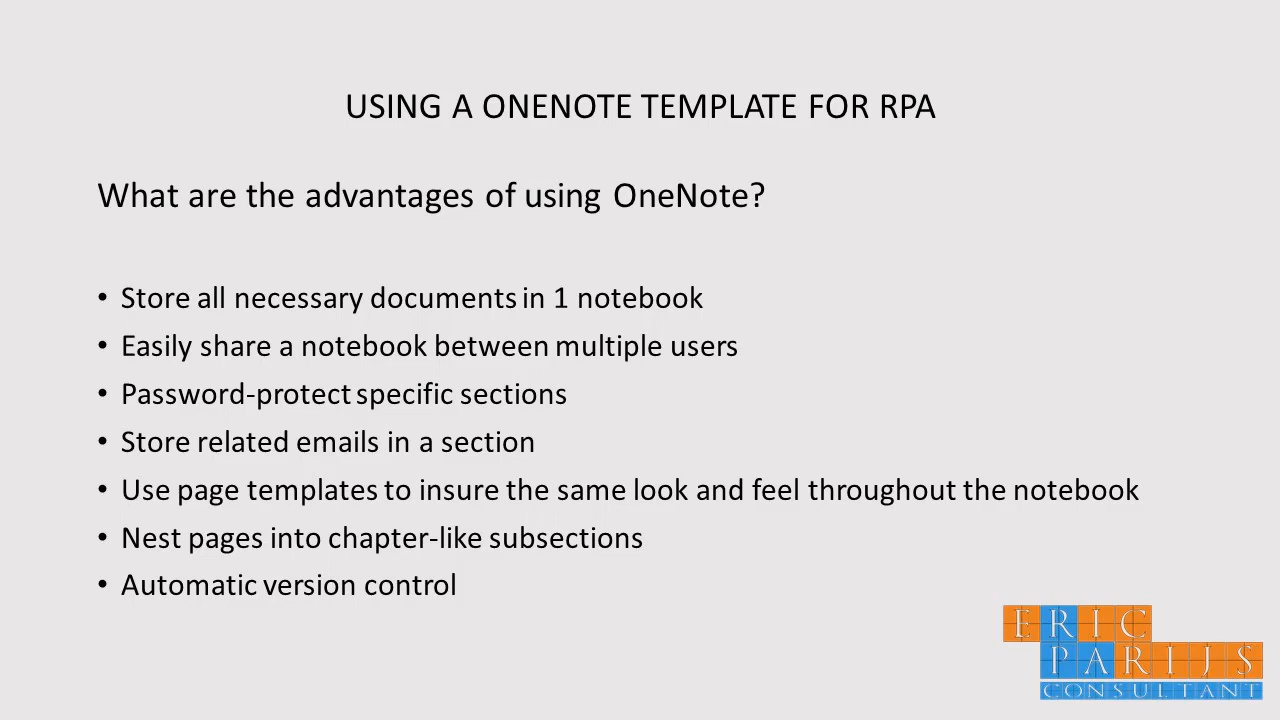 USING A ONENOTE TEMPLATE FOR RPA
What are the advantages of using OneNote?
• Store all necessary documents in 1 notebook
• Easily share a notebook between multiple users
• Password-protect specific sections
• Store related emails in a section
• Use page templates to insure the same look and feel throughout the notebook
• Nest pages into chapter-like subsections
• Automatic version control
ERIC
PARIJS
CONSULTANT